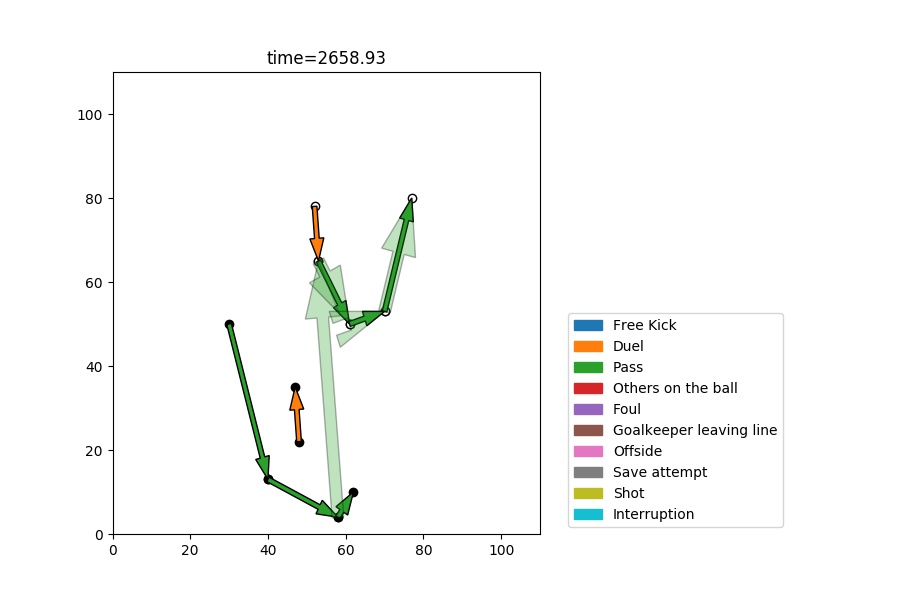 time=2658.93
100
80
60
40
20
0
0 20 40 60 80 100
Free Kick
Duel
Pass
Others on the ball
Foul
Goalkeeper leaving line
Offside
Save attempt
Shot
Interruption